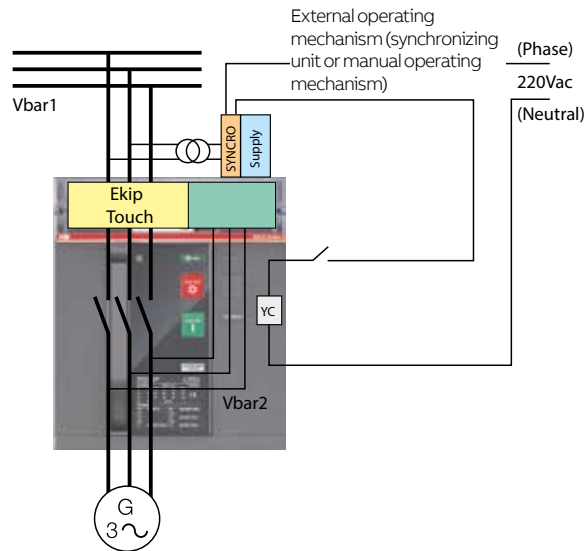 External operating
mechanism (synchronizing
unit or manual operating
mechanism)
(Phase)
220Vac
(Neutral)
Vbar1
SYNCRO
Supply
Ekip
Touch
YC
Vbar2
G
3